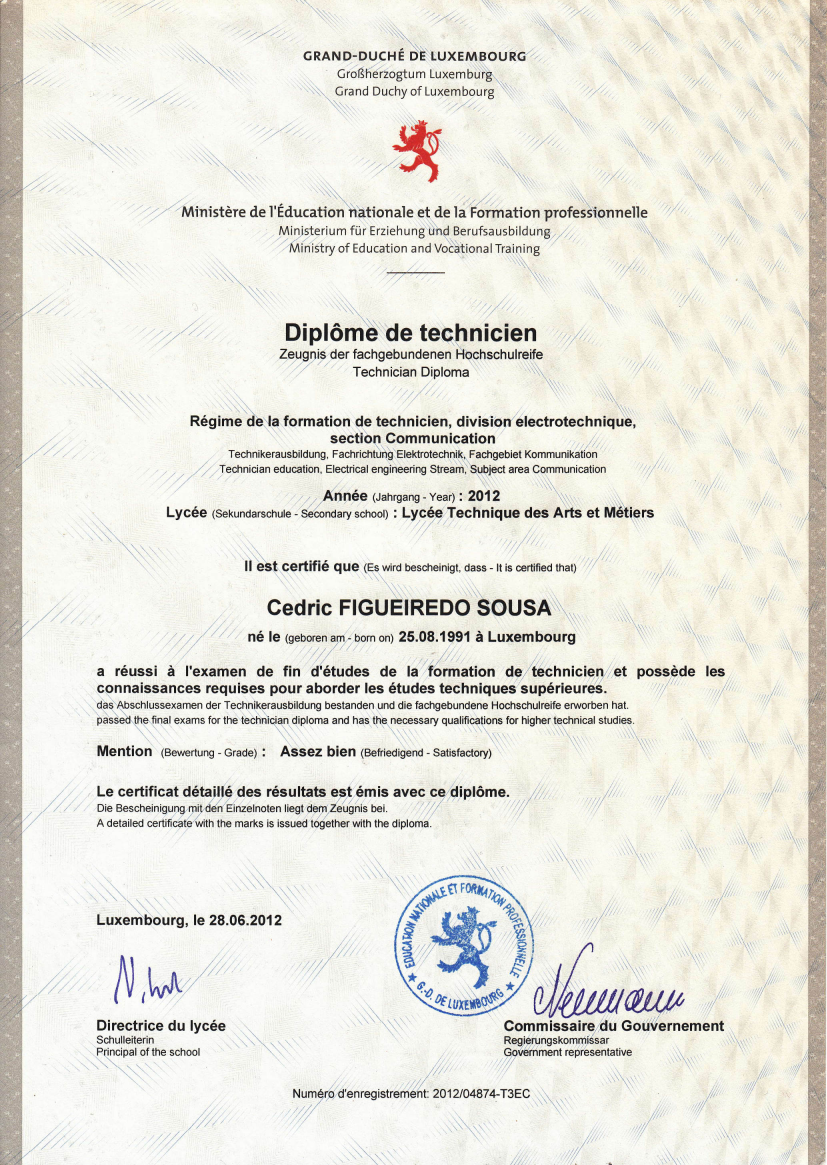 GRAND-DUCHÉ DE LUXEMBOURG
Großherzogtum Luxemburg
Grand Duchy of Luxembourg
Ministère de l'Éducation nationale et de la Formation professionnelle
Ministerium für Erziehung und Berufsausbildung
Ministry of Education and Vocational Training
Diplôme de technicien
Zeugnis der fachgebundenen Hochschulreife
Technician Diploma
Régime de la formation de technicien, division electrotechnique,
section Communication
Technikerausbildung, Fachrichtung Elektrotechnik, Fachgebiet Kommunikation
Technician education, Electrical engineering Stream, Subject area Communication
Année (Jahrgang - Year) : 2012
Lycée (Sekundarschule - Secondary school) : Lycée Technique des Arts et Métiers
Il est certifié que (Es wird bescheinigt, dass - It is certified that)
Cedric FIGUEIREDO SOUSA
né le (geboren am - born on) 25.08.1991 à Luxembourg
a réussi à l'examen de fin d'études de la formation de technicien et possède les
connaissances requises pour aborder les études techniques supérieures.
das Abschlussexamen der Technikerausbildung bestanden und die fachgebundene Hochschulreife erworben hat.
passed the final exams for the technician diploma and has the necessary qualifications for higher technical studies.
Mention (Bewertung - Grade) : Assez bien (Befriedigend - Satisfactory)
Le certificat détaillé des résultats est émis avec ce diplôme.
Die Bescheinigung mit den Einzelnoten liegt dem Zeugnis bei.
A detailed certificate with the marks is issued together with the diploma.
Luxembourg, le 28.06.2012
EDUCATION NATIONALE ET FORMATION PROFESSIONNELLE
G.-D. DE LUXEMBOURG
Directrice du lycée
Schulleiterin
Principal of the school
Commissaire du Gouvernement
Regierungskommissar
Government representative
Numéro d'enregistrement: 2012/04874-T3EC